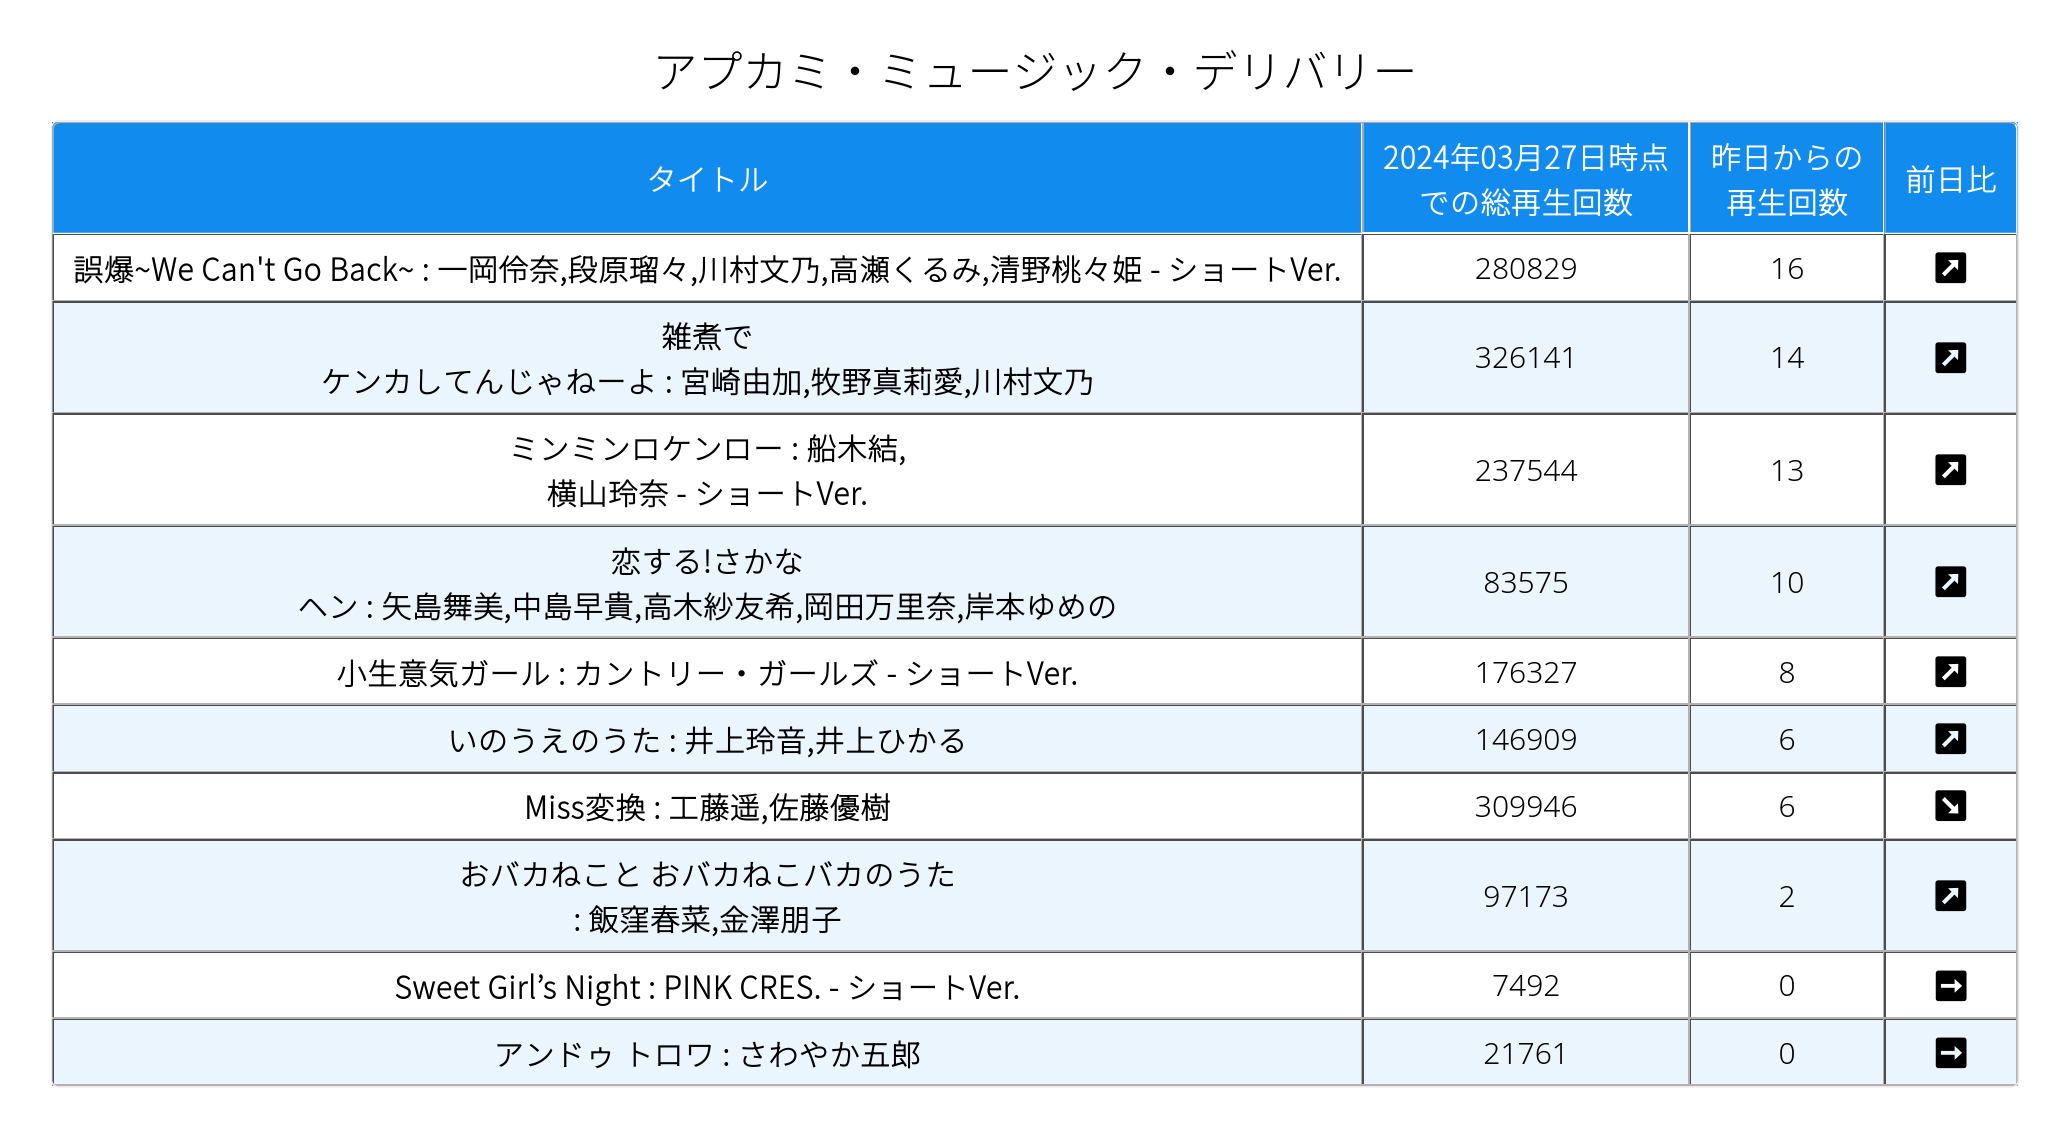 アプカミ・ミュージック・デリバリー
タイトル
2024年03月27日時点
での総再生回数
昨日からの
再生回数
前日比
誤爆~We Can't Go Back~ : 一岡伶奈,段原瑠々,川村文乃,高瀬くるみ,清野桃々姫 - ショートVer.
280829
16
雑煮で
ケンカしてんじゃねーよ : 宮崎由加,牧野真莉愛,川村文乃
326141
14
ミンミンロケンロー : 船木結,
横山玲奈 - ショートVer.
237544
13
恋する!さかな
ヘン : 矢島舞美,中島早貴,高木紗友希,岡田万里奈,岸本ゆめの
83575
10
小生意気ガール : カントリー・ガールズ - ショートVer.
176327
8
いのうえのうた : 井上玲音,井上ひかる
146909
6
Miss変換 : 工藤遥,佐藤優樹
309946
6
おバカねこと おバカねこバカのうた
: 飯窪春菜,金澤朋子
97173
2
Sweet Girl’s Night : PINK CRES. - ショートVer.
7492
0
アンドゥ トロワ : さわやか五郎
21761
0